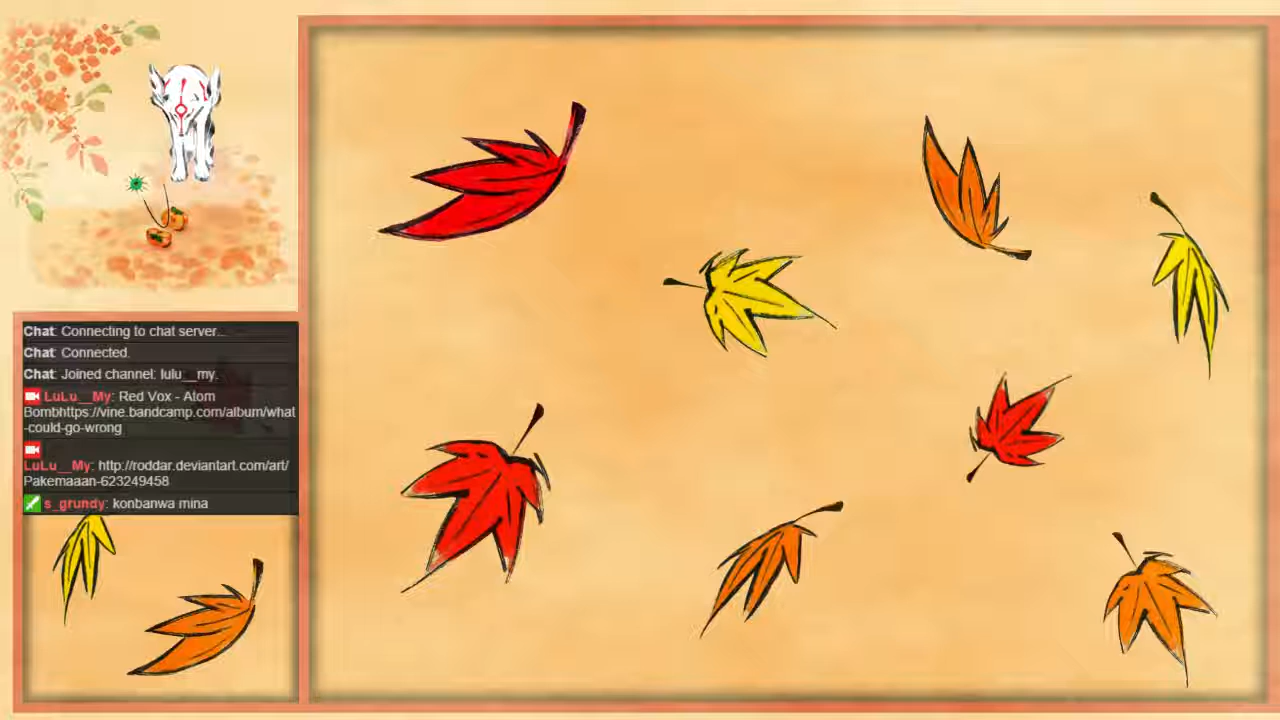 Chat: Connecting to chat server...
Chat: Connected.
Chat: Joined channel: lulu__my.
LuLu__My: Red Vox - Atom
Bombhttps://vine.bandcamp.com/album/what
-could-go-wrong
LuLu__My: http://roddar.deviantart.com/art/
Pakemaaan-623249458
s_grundy: konbanwa mina